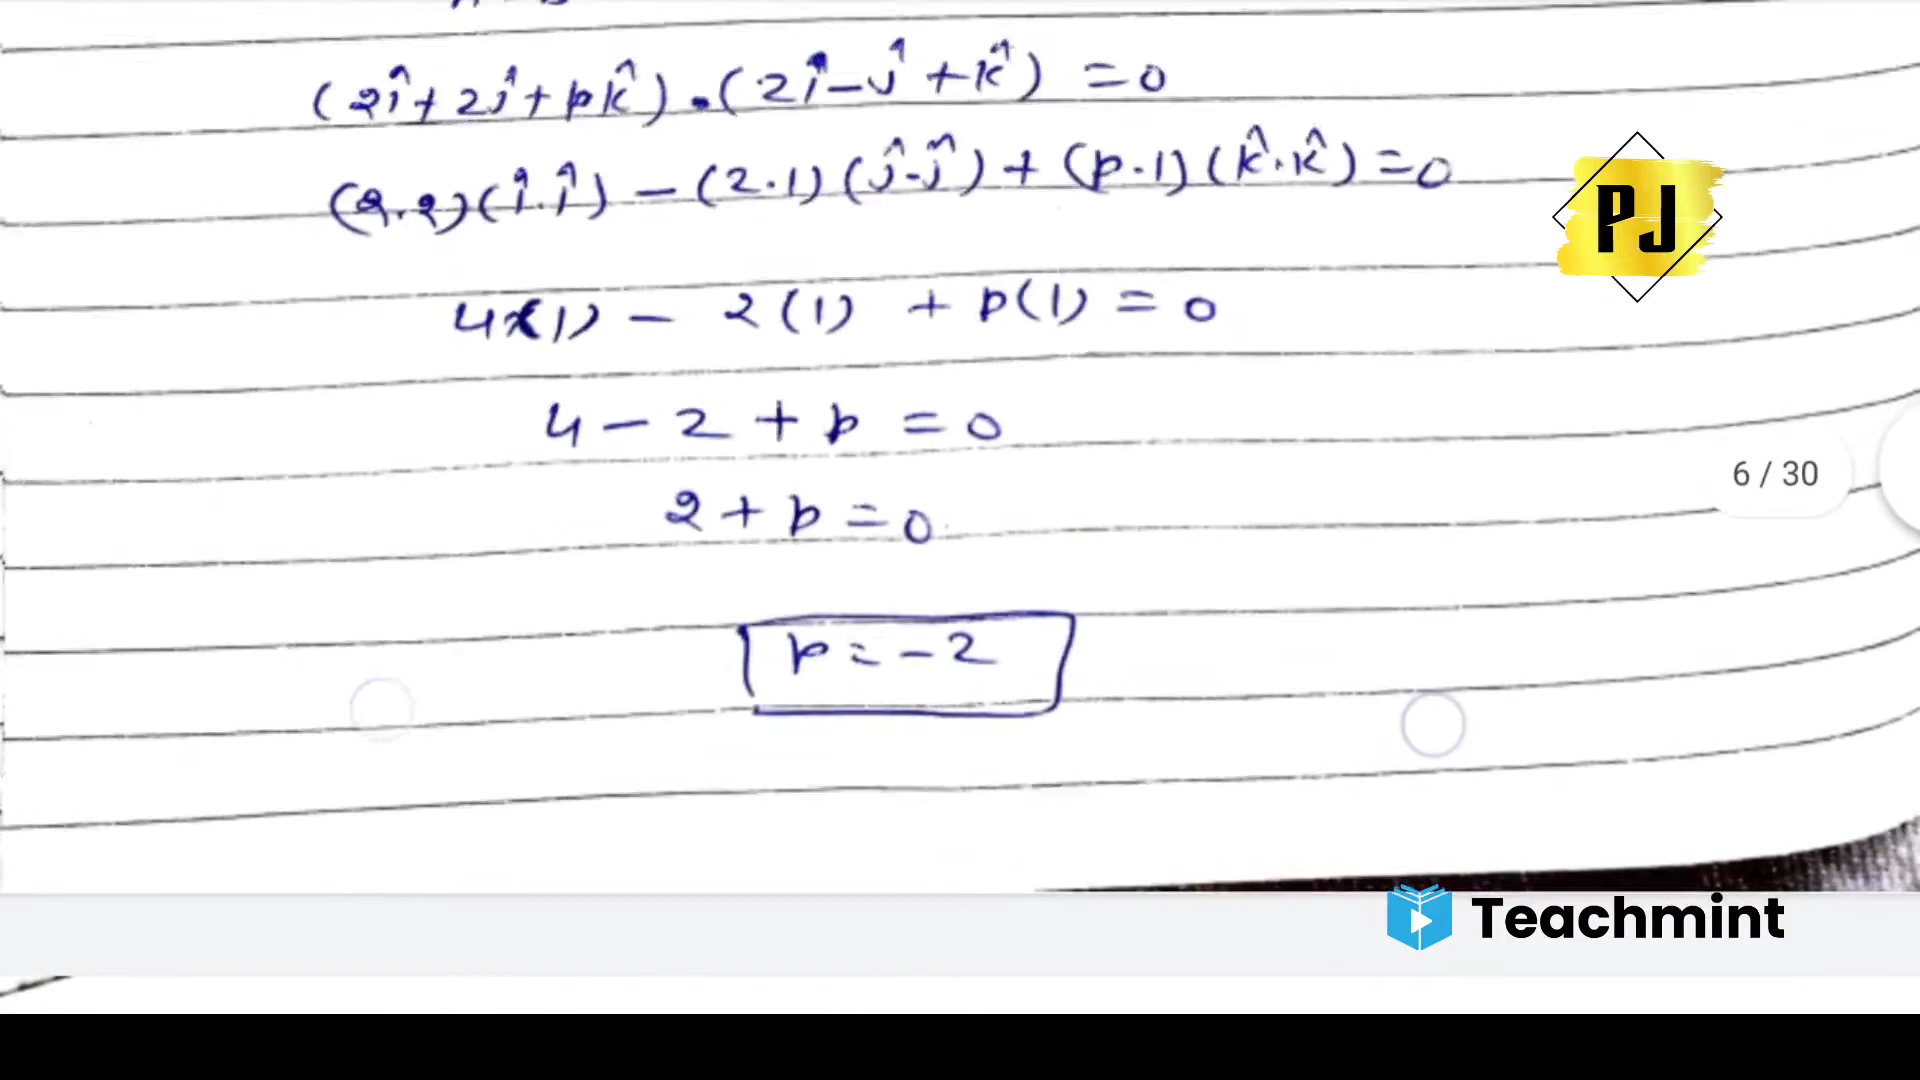 (2î + 2ĵ + pk̂) . (2î - ĵ + k̂) = 0
(2.2)(î.î) - (2.1)(ĵ.ĵ) + (p.1)(k̂.k̂) = 0
PJ
4x(1) - 2(1) + p(1) = 0
4 - 2 + p = 0
6 / 30
2 + p = 0
p = -2
Teachmint